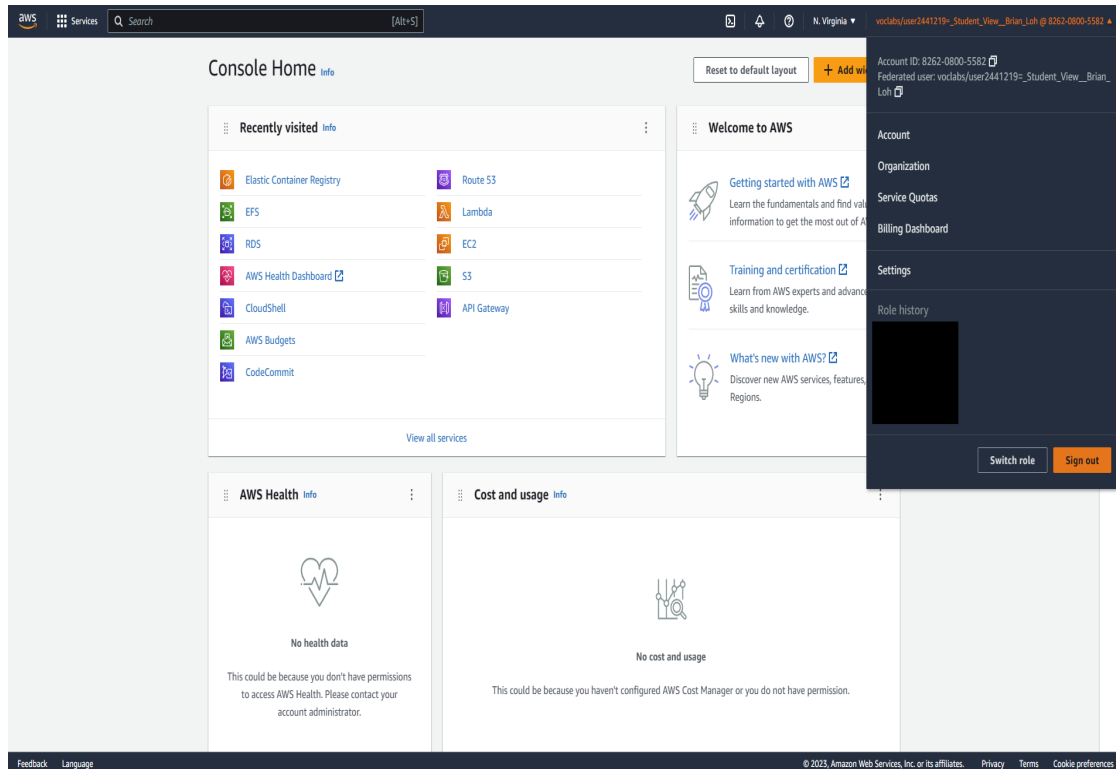 aws
Services
Search [Alt+S]
N. Virginia
voclabs/user2441219=_Student_View__Brian_Loh @ 8262-0800-5582
Console Home Info
Reset to default layout
+ Add wi
Recently visited Info
Elastic Container Registry
EFS
RDS
AWS Health Dashboard
CloudShell
AWS Budgets
CodeCommit
Route 53
Lambda
EC2
S3
API Gateway
View all services
Welcome to AWS
Getting started with AWS
Learn the fundamentals and find val
information to get the most out of A
Training and certification
Learn from AWS experts and advance
skills and knowledge.
What's new with AWS?
Discover new AWS services, features,
Regions.
Account ID: 8262-0800-5582
Federated user: voclabs/user2441219=_Student_View__Brian_
Loh
Account
Organization
Service Quotas
Billing Dashboard
Settings
Role history
Switch role
Sign out
AWS Health Info
No health data
This could be because you don't have permissions
to access AWS Health. Please contact your
account administrator.
Cost and usage Info
No cost and usage
This could be because you haven't configured AWS Cost Manager or you do not have permission.
Feedback Language
© 2023, Amazon Web Services, Inc. or its affiliates. Privacy Terms Cookie preferences